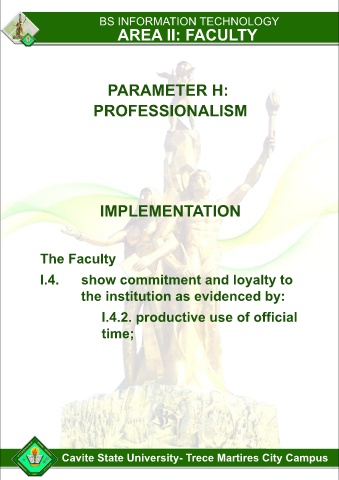 BS INFORMATION TECHNOLOGY
AREA II: FACULTY
PARAMETER H:
PROFESSIONALISM
IMPLEMENTATION
The Faculty
I.4. show commitment and loyalty to
the institution as evidenced by:
I.4.2. productive use of official
time;
Cavite State University- Trece Martires City Campus